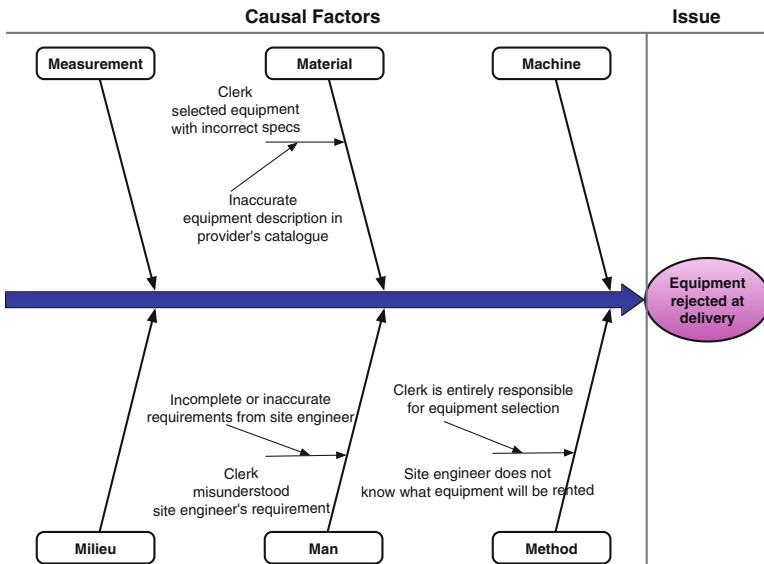 Causal Factors
Issue
Measurement
Material
Machine
Clerk
selected equipment
with incorrect specs
Inaccurate
equipment description in
provider's catalogue
Equipment
rejected at
delivery
Incomplete or inaccurate
requirements from site engineer
Clerk is entirely responsible
for equipment selection
Clerk
misunderstood
site engineer's requirement
Site engineer does not
know what equipment will be rented
Milieu
Man
Method